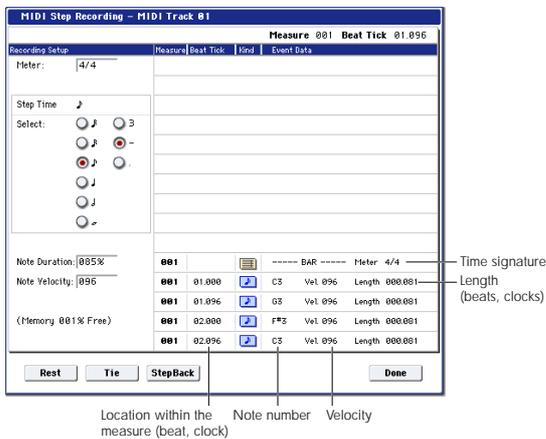 MIDI Step Recording – MIDI Track 01
Measure 001 Beat Tick 01.096
Recording Setup
Measure Beat Tick Kind Event Data
Meter: 4/4
Step Time
Select:
3
–
.
Note Duration: 085%
Note Velocity: 096
(Memory 001% Free)
001 ----- BAR ----- Meter 4/4
001 01.000 C3 Vel. 096 Length 000.081
001 01.096 G3 Vel. 096 Length 000.081
001 02.000 F#3 Vel. 096 Length 000.081
001 02.096 C3 Vel. 096 Length 000.081
Rest Tie StepBack Done
Time signature
Length
(beats, clocks)
Location within the
measure (beat, clock)
Note number
Velocity